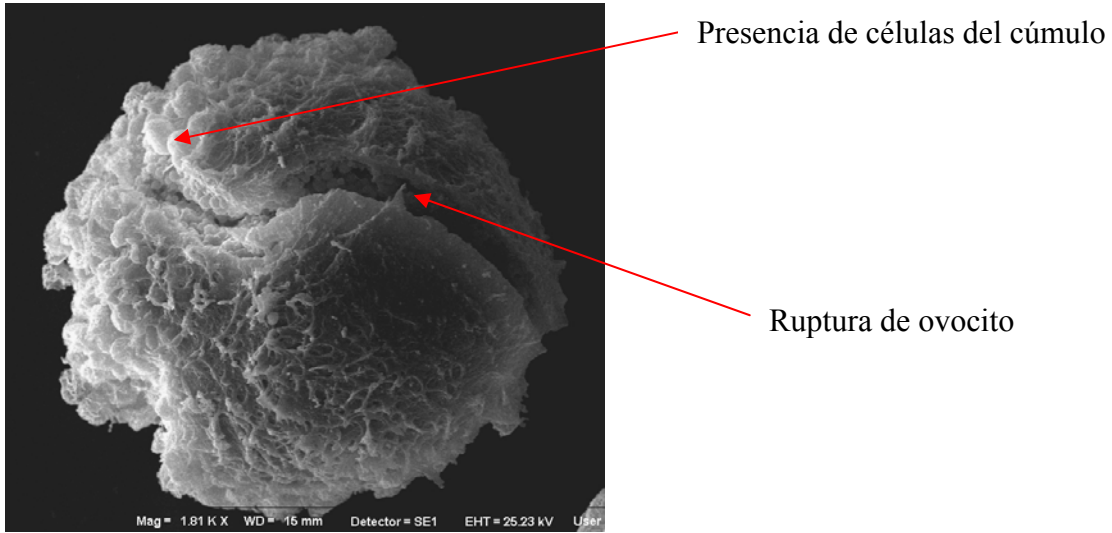 Presencia de células del cúmulo
Ruptura de ovocito
Mag = 1.81 K X WD = 15 mm Detector = SE1 EHT = 25.23 kV User